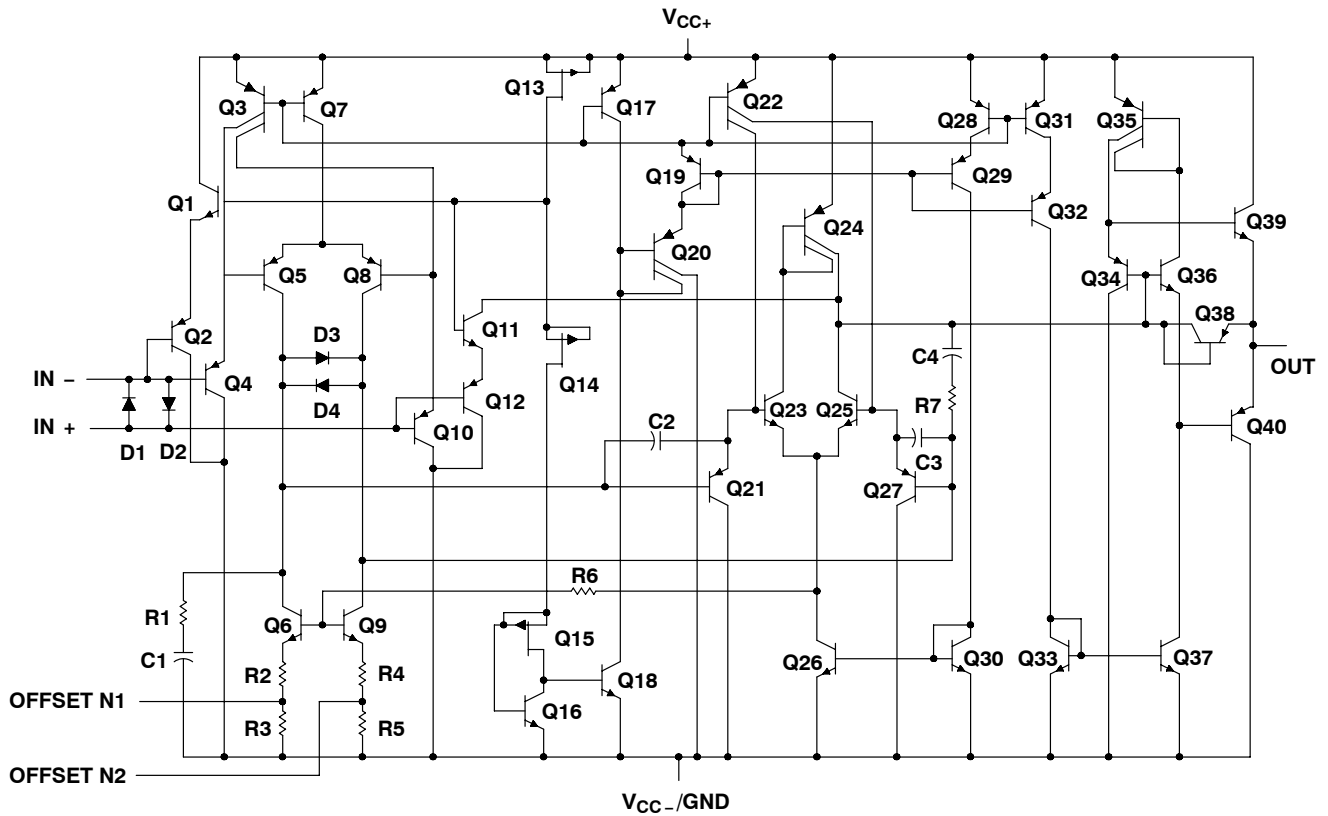 VCC+
Q3
Q7
Q13
Q17
Q22
Q28
Q31
Q35
Q1
Q19
Q29
Q32
Q39
Q5
Q8
Q20
Q24
Q34
Q36
Q2
D3
Q11
Q38
C4
OUT
IN −
Q4
D4
Q14
R7
IN +
D1
D2
Q12
Q10
C2
Q23
Q25
Q40
C3
Q21
Q27
R6
R1
Q6
Q9
Q15
C1
R2
R4
Q18
Q26
Q30
Q33
Q37
OFFSET N1
R3
R5
Q16
OFFSET N2
VCC−/GND